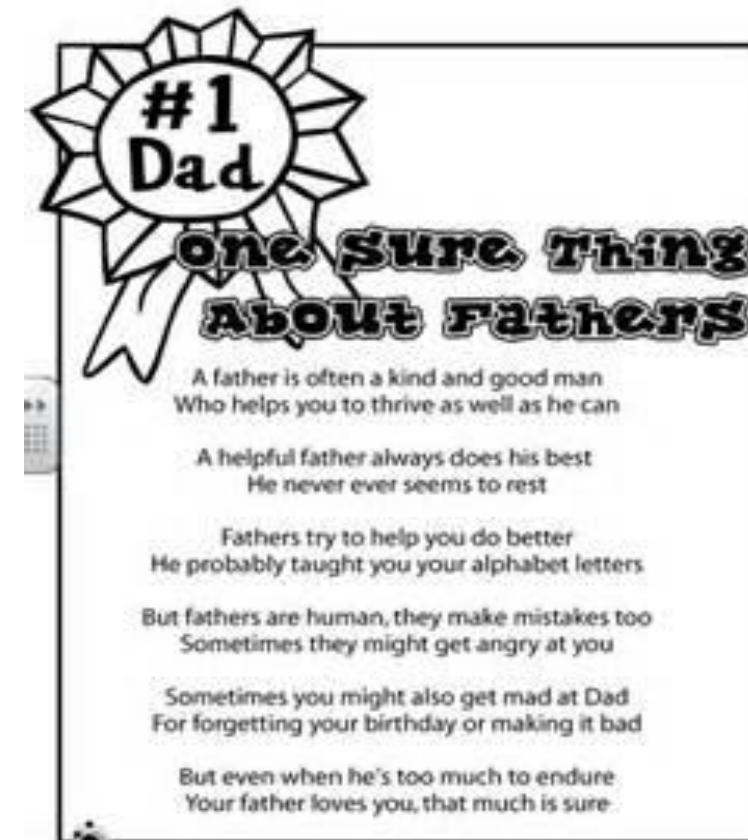 #1
Dad
One Sure Thing
About Fathers
A father is often a kind and good man
Who helps you to thrive as well as he can
A helpful father always does his best
He never ever seems to rest
Fathers try to help you do better
He probably taught you your alphabet letters
But fathers are human, they make mistakes too
Sometimes they might get angry at you
Sometimes you might also get mad at Dad
For forgetting your birthday or making it bad
But even when he's too much to endure
Your father loves you, that much is sure